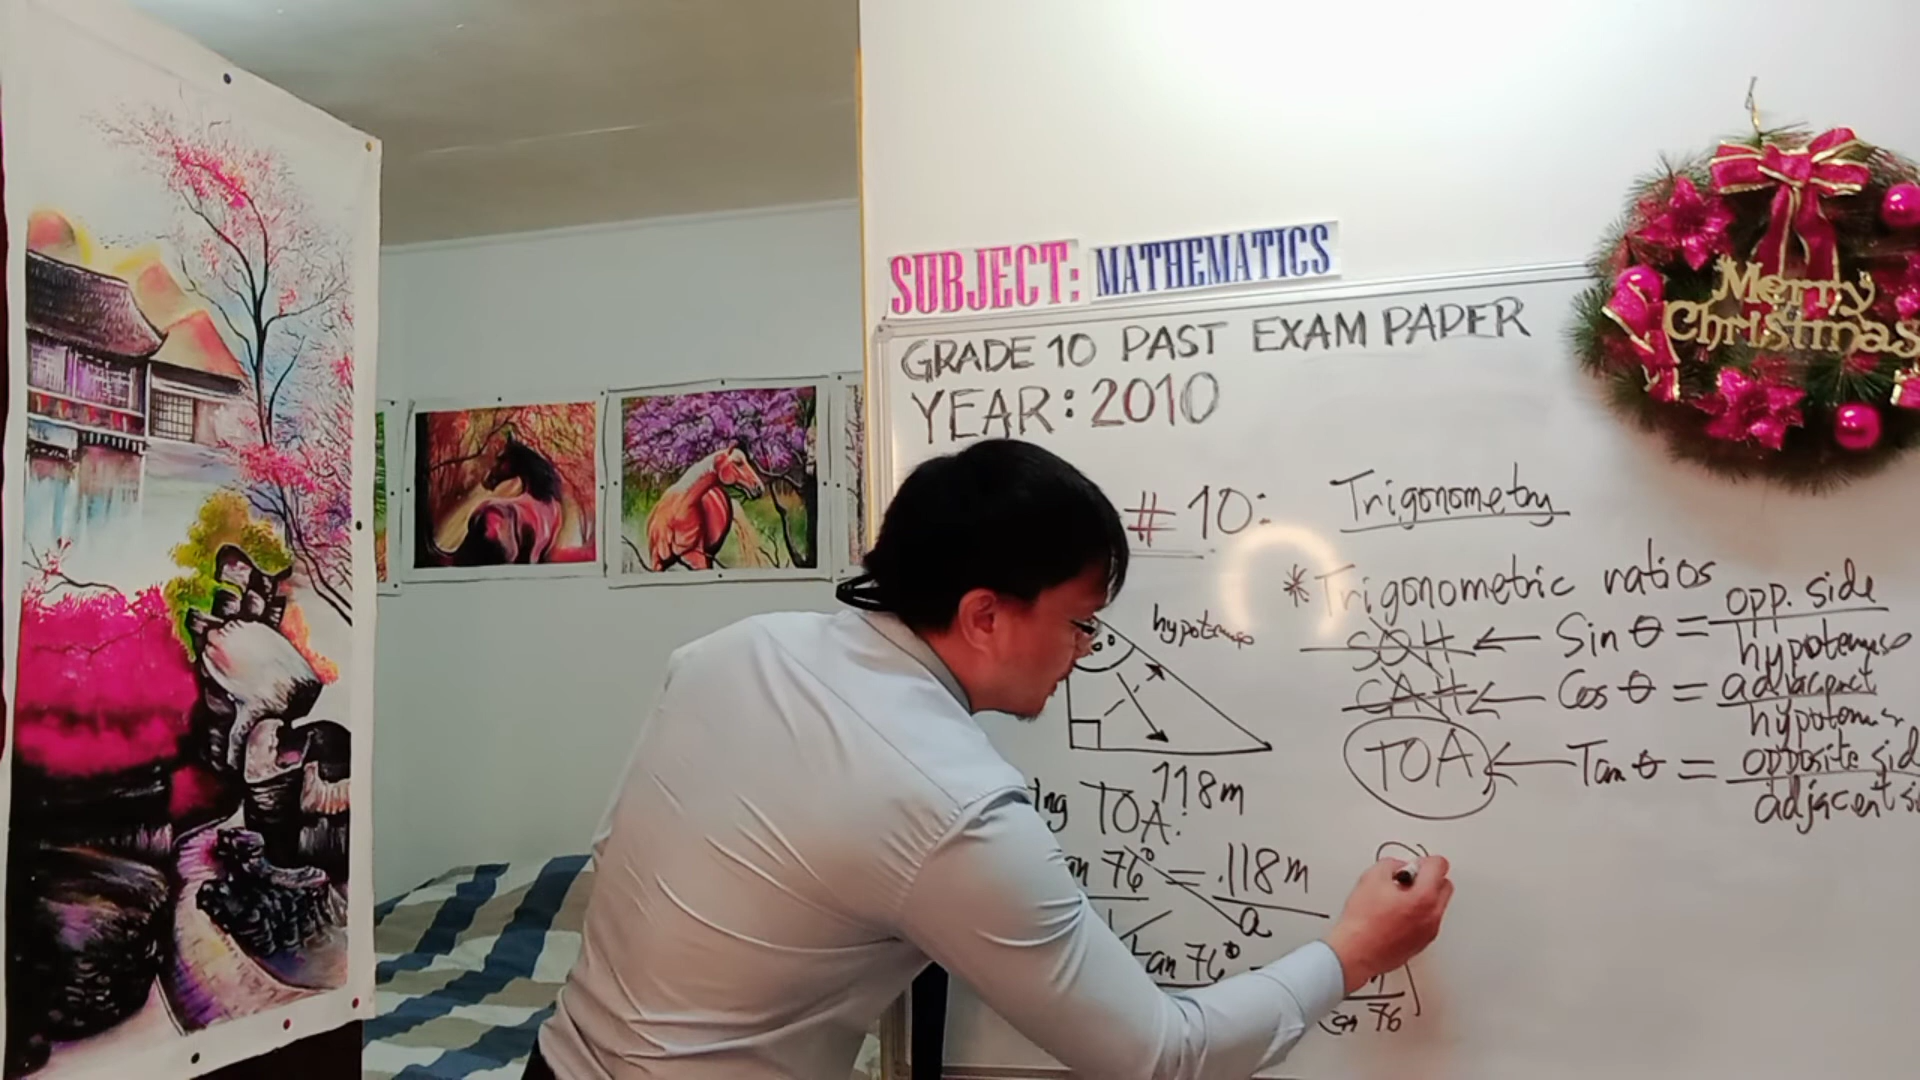 SUBJECT: MATHEMATICS
GRADE 10 PAST EXAM PAPER
YEAR: 2010
# 10:
Trigonometry
* Trigonometric ratios
SOH ← Sin θ = opp. side
hypotenuse
CAH ← Cos θ = adjacent
hypotenuse
TOA ← Tan θ = opposite sid
adjacent si
hypotenuse
118m
ng TOA:
an 76° = 118m
a
tan 76°
76
Merry
Christmas